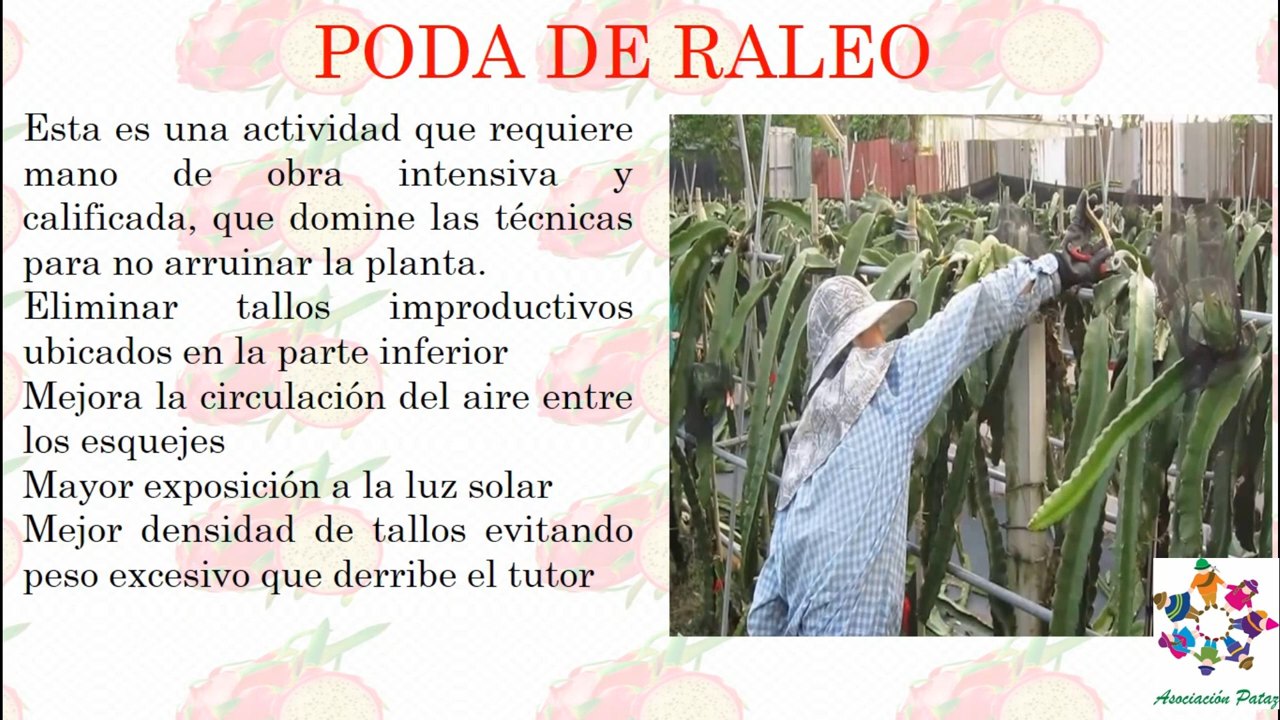 PODA DE RALEO
Esta es una actividad que requiere
mano de obra intensiva y
calificada, que domine las técnicas
para no arruinar la planta.
Eliminar tallos improductivos
ubicados en la parte inferior
Mejora la circulación del aire entre
los esquejes
Mayor exposición a la luz solar
Mejor densidad de tallos evitando
peso excesivo que derribe el tutor
Asociación Pataz